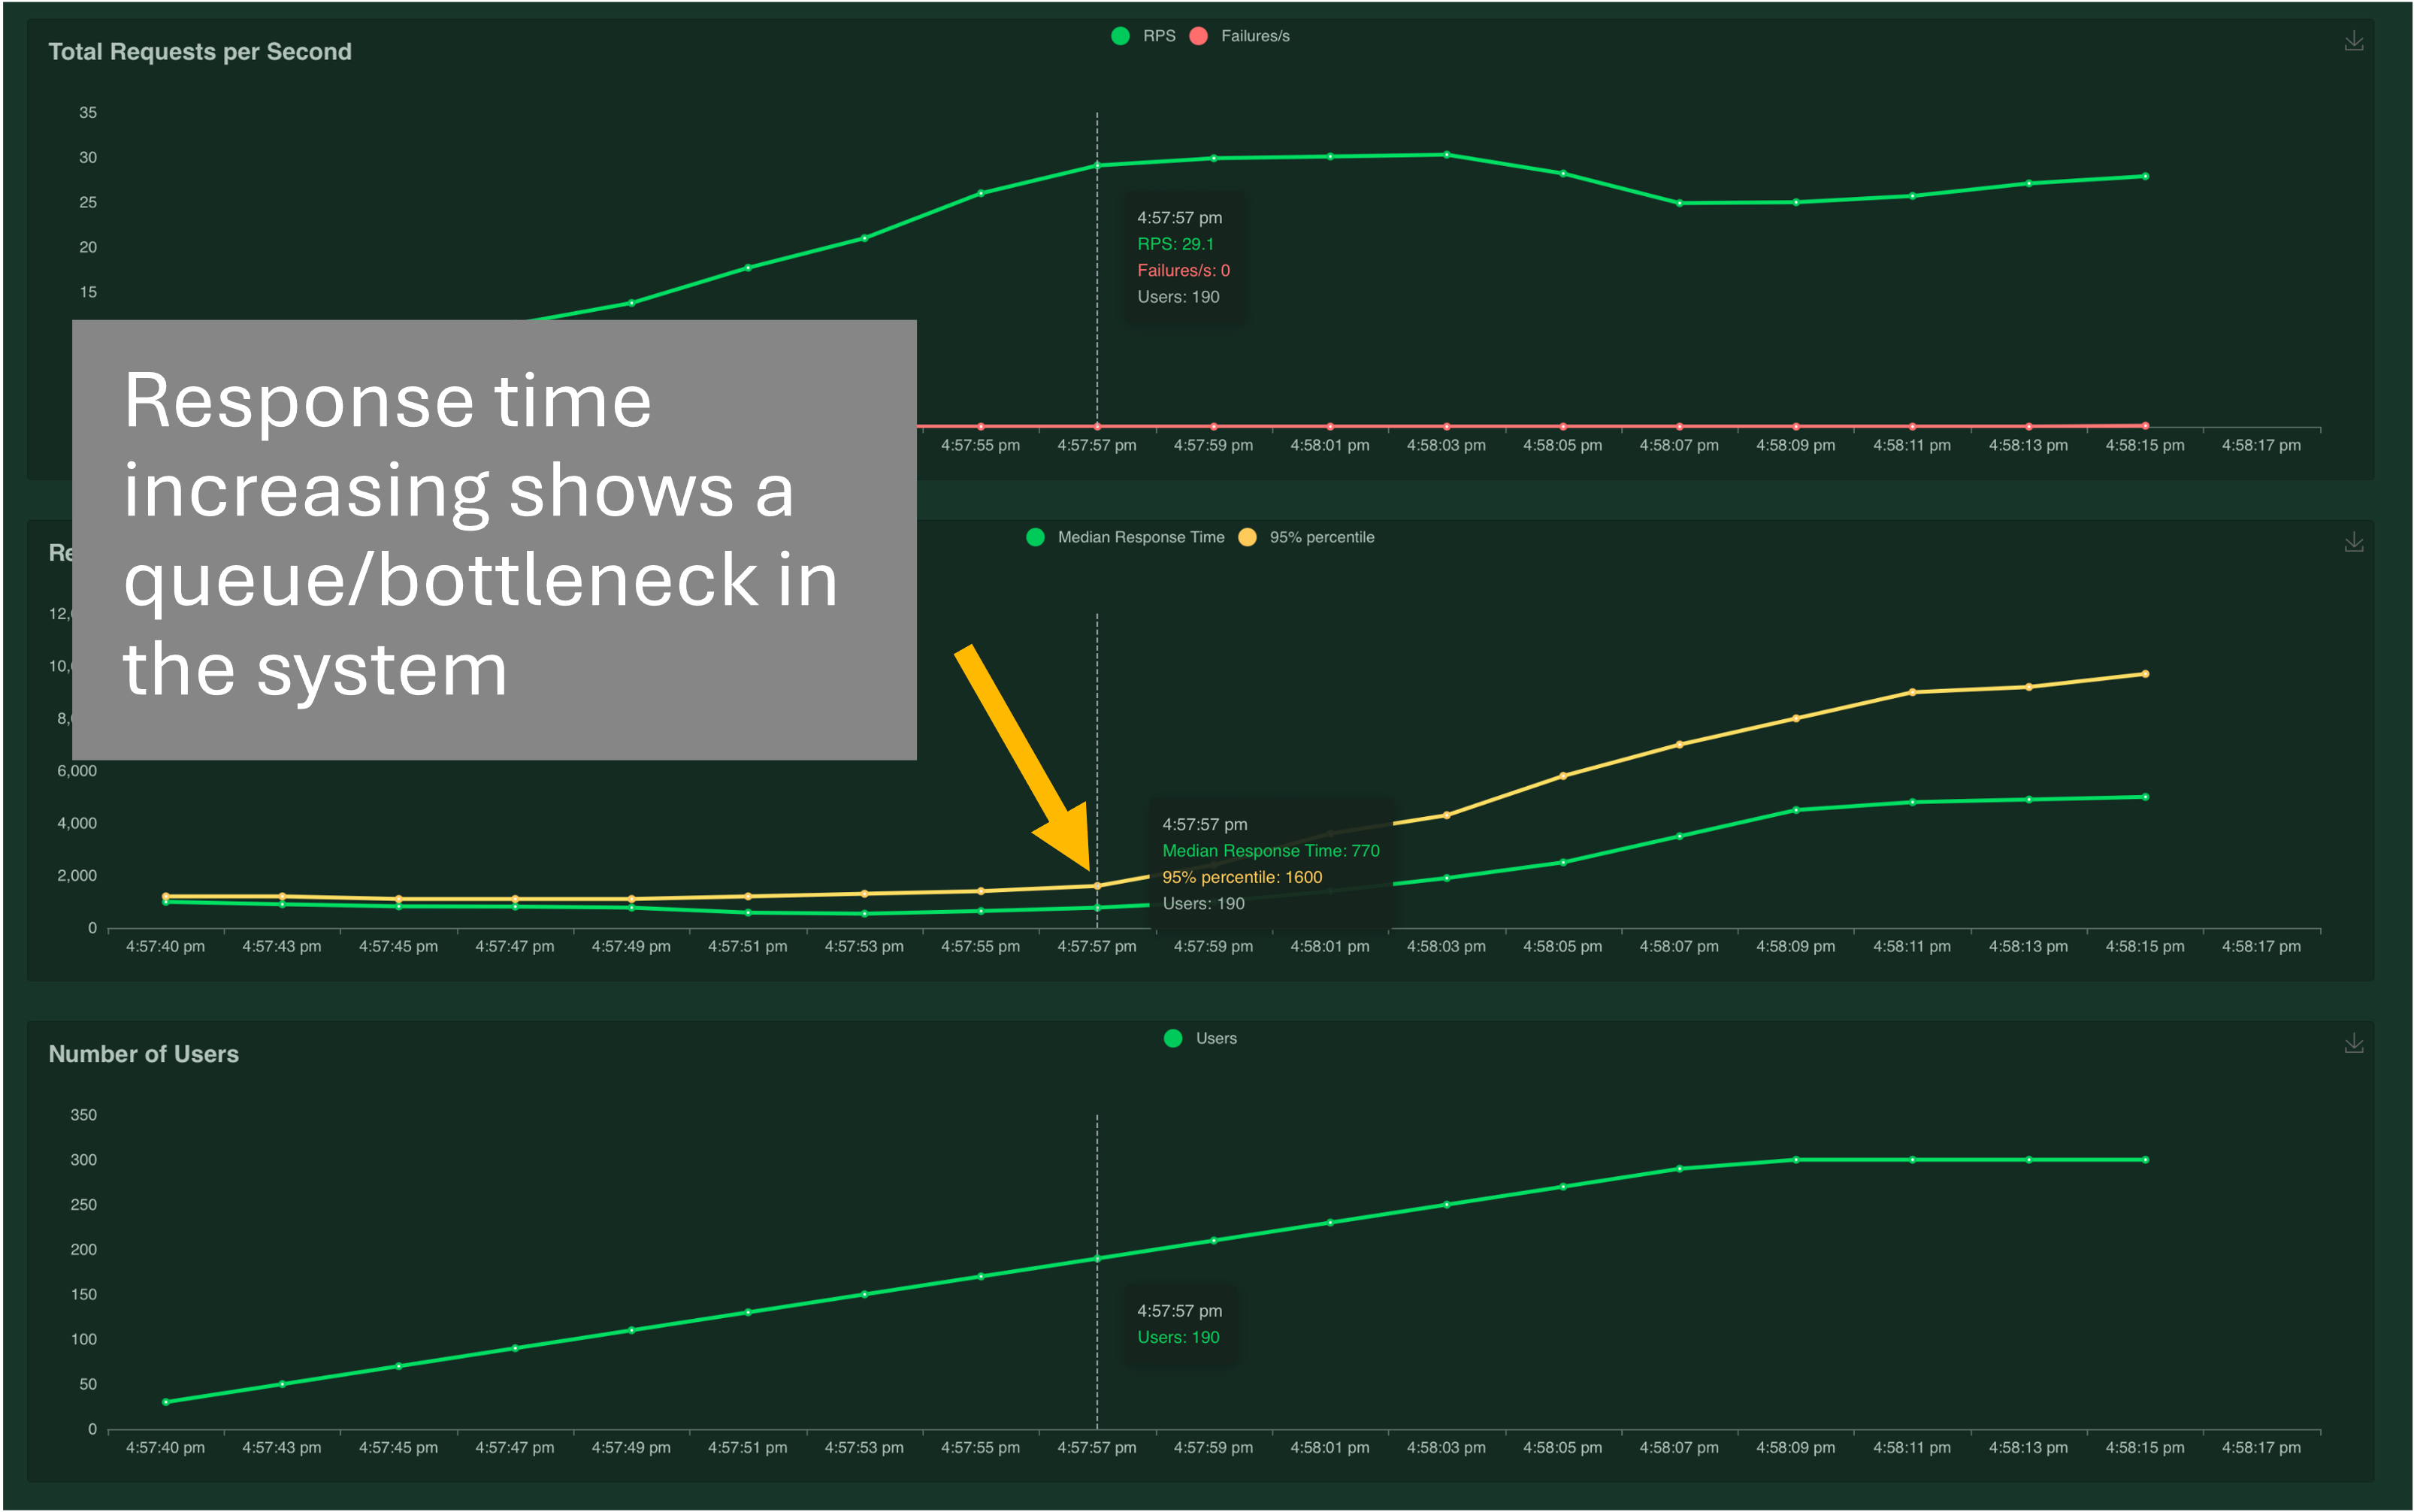 RPS Failures/s
Total Requests per Second
35
30
25
20
15
4:57:57 pm
RPS: 29.1
Failures/s: 0
Users: 190
4:57:55 pm 4:57:57 pm 4:57:59 pm 4:58:01 pm 4:58:03 pm 4:58:05 pm 4:58:07 pm 4:58:09 pm 4:58:11 pm 4:58:13 pm 4:58:15 pm 4:58:17 pm
Response time
increasing shows a
queue/bottleneck in
the system
Median Response Time 95% percentile
6,000
4,000
2,000
0
4:57:57 pm
Median Response Time: 770
95% percentile: 1600
Users: 190
4:57:40 pm 4:57:43 pm 4:57:45 pm 4:57:47 pm 4:57:49 pm 4:57:51 pm 4:57:53 pm 4:57:55 pm 4:57:57 pm 4:57:59 pm 4:58:01 pm 4:58:03 pm 4:58:05 pm 4:58:07 pm 4:58:09 pm 4:58:11 pm 4:58:13 pm 4:58:15 pm 4:58:17 pm
Users
Number of Users
350
300
250
200
150
100
50
0
4:57:57 pm
Users: 190
4:57:40 pm 4:57:43 pm 4:57:45 pm 4:57:47 pm 4:57:49 pm 4:57:51 pm 4:57:53 pm 4:57:55 pm 4:57:57 pm 4:57:59 pm 4:58:01 pm 4:58:03 pm 4:58:05 pm 4:58:07 pm 4:58:09 pm 4:58:11 pm 4:58:13 pm 4:58:15 pm 4:58:17 pm